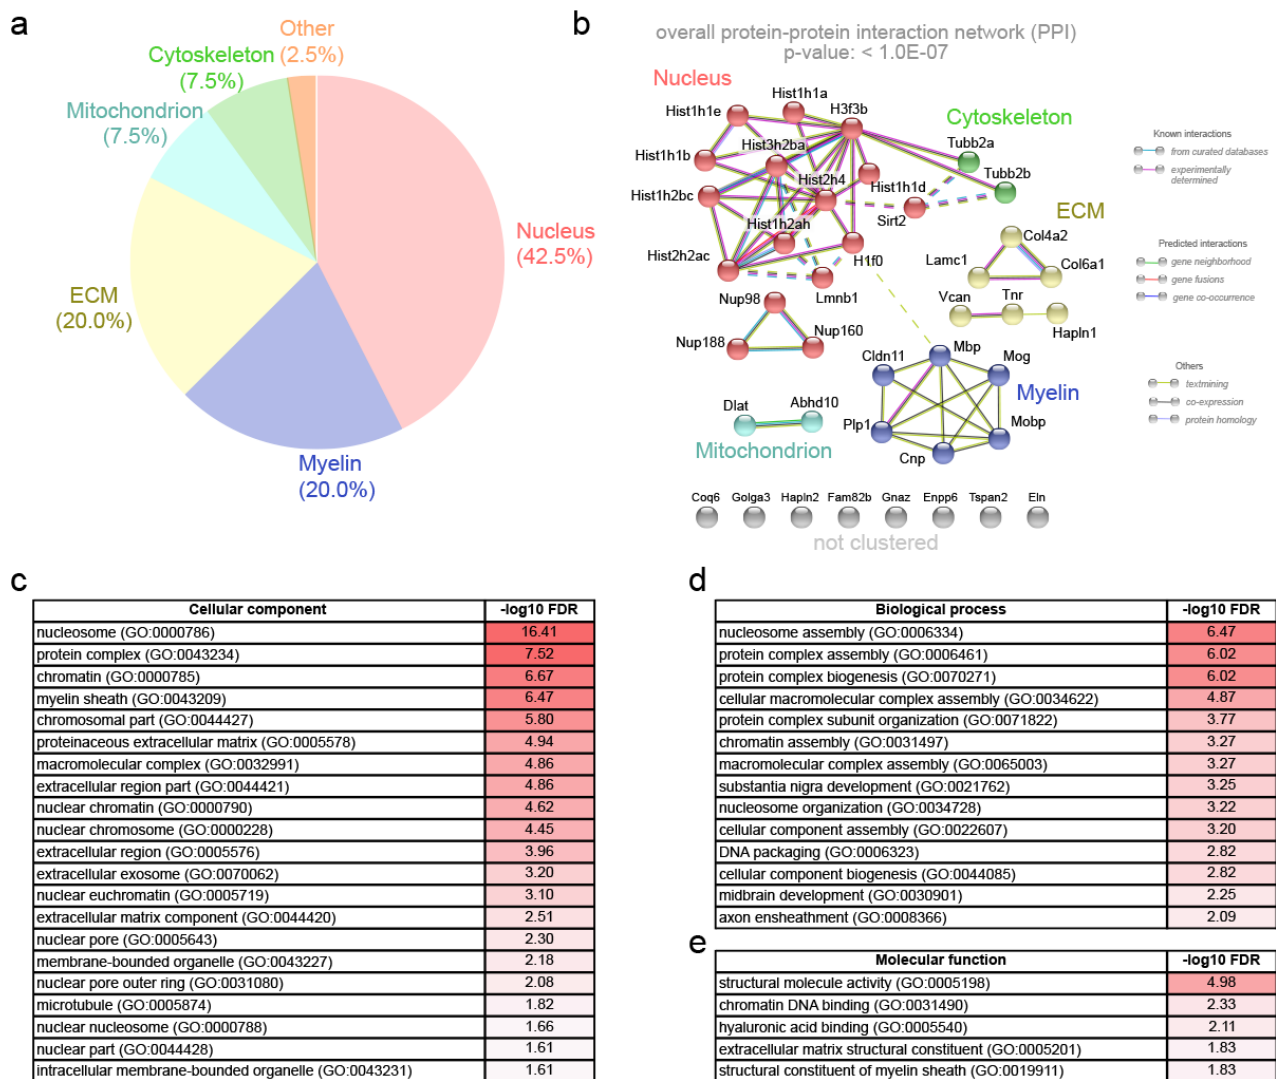 a
Other
(2.5%)
Cytoskeleton
(7.5%)
Mitochondrion
(7.5%)
Nucleus
(42.5%)
ECM
(20.0%)
Myelin
(20.0%)
b
overall protein-protein interaction network (PPI)
p-value: < 1.0E-07
Nucleus
Hist1h1a
Hist1h1e
H3f3b
Cytoskeleton
Hist1h1b
Hist3h2ba
Tubb2a
Hist2h4
Tubb2b
Hist1h2bc
Hist1h1d
Sirt2
Hist1h2ah
Hist2h2ac
H1f0
Lmnb1
ECM
Col4a2
Lamc1
Col6a1
Vcan
Tnr
Hapln1
Nup98
Nup188
Nup160
Cldn11
Mbp
Mog
Myelin
Plp1
Mobp
Cnp
Dlat
Abhd10
Mitochondrion
Coq6
Golga3
Hapln2
Fam82b
Gnaz
Enpp6
Tspan2
Eln
not clustered
Known interactions
from curated databases
experimentally
determined
Predicted interactions
gene neighborhood
gene fusions
gene co-occurrence
Others
textmining
co-expression
protein homology
c
Cellular component -log10 FDR
nucleosome (GO:0000786) 16.41
protein complex (GO:0043234) 7.52
chromatin (GO:0000785) 6.67
myelin sheath (GO:0043209) 6.47
chromosomal part (GO:0044427) 5.80
proteinaceous extracellular matrix (GO:0005578) 4.94
macromolecular complex (GO:0032991) 4.86
extracellular region part (GO:0044421) 4.86
nuclear chromatin (GO:0000790) 4.62
nuclear chromosome (GO:0000228) 4.45
extracellular region (GO:0005576) 3.96
extracellular exosome (GO:0070062) 3.20
nuclear euchromatin (GO:0005719) 3.10
extracellular matrix component (GO:0044420) 2.51
nuclear pore (GO:0005643) 2.30
membrane-bounded organelle (GO:0043227) 2.18
nuclear pore outer ring (GO:0031080) 2.08
microtubule (GO:0005874) 1.82
nuclear nucleosome (GO:0000788) 1.66
nuclear part (GO:0044428) 1.61
intracellular membrane-bounded organelle (GO:0043231) 1.61
d
Biological process -log10 FDR
nucleosome assembly (GO:0006334) 6.47
protein complex assembly (GO:0006461) 6.02
protein complex biogenesis (GO:0070271) 6.02
cellular macromolecular complex assembly (GO:0034622) 4.87
protein complex subunit organization (GO:0071822) 3.77
chromatin assembly (GO:0031497) 3.27
macromolecular complex assembly (GO:0065003) 3.27
substantia nigra development (GO:0021762) 3.25
nucleosome organization (GO:0034728) 3.22
cellular component assembly (GO:0022607) 3.20
DNA packaging (GO:0006323) 2.82
cellular component biogenesis (GO:0044085) 2.82
midbrain development (GO:0030901) 2.25
axon ensheathment (GO:0008366) 2.09
e
Molecular function -log10 FDR
structural molecule activity (GO:0005198) 4.98
chromatin DNA binding (GO:0031490) 2.33
hyaluronic acid binding (GO:0005540) 2.11
extracellular matrix structural constituent (GO:0005201) 1.83
structural constituent of myelin sheath (GO:0019911) 1.83